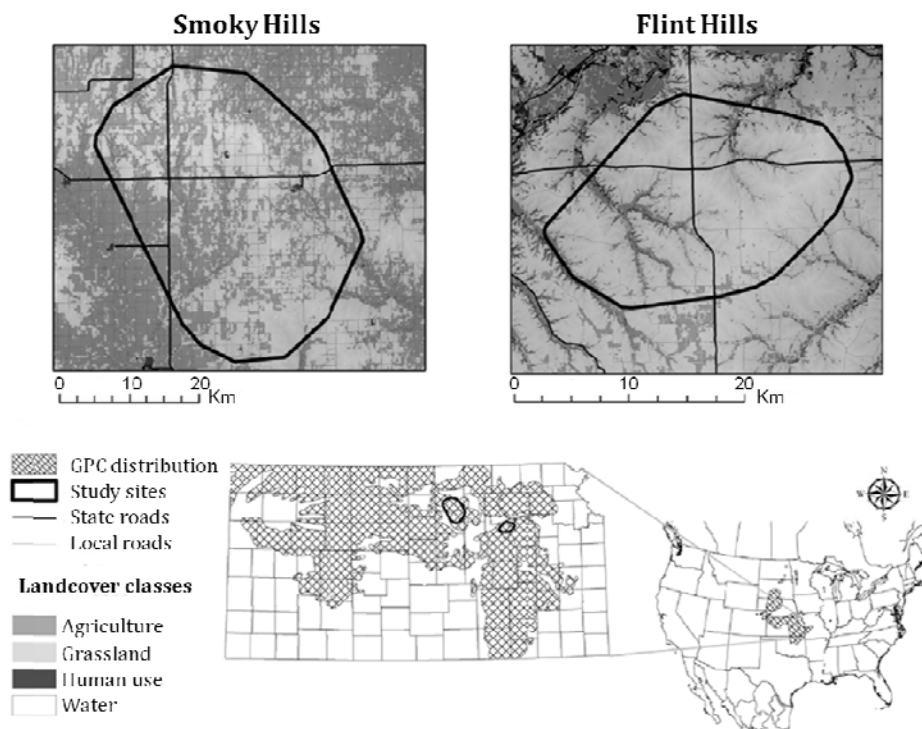 Smoky Hills
Flint Hills
0 10 20
Km
0 10 20
Km
GPC distribution
Study sites
State roads
Local roads
Landcover classes
Agriculture
Grassland
Human use
Water
N
W E
S